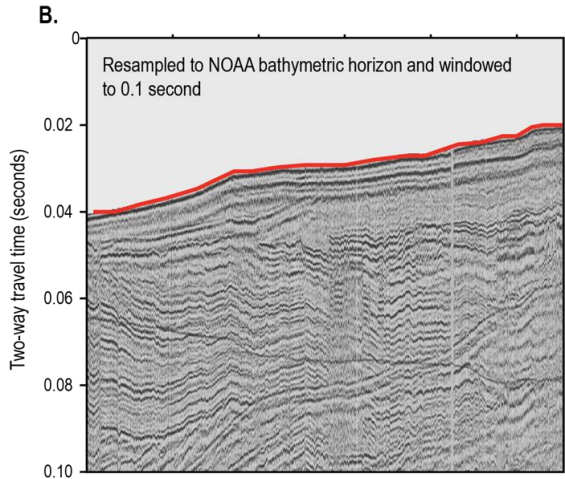 B.
0
Resampled to NOAA bathymetric horizon and windowed
to 0.1 second
0.02
0.04
0.06
0.08
0.10
Two-way travel time (seconds)